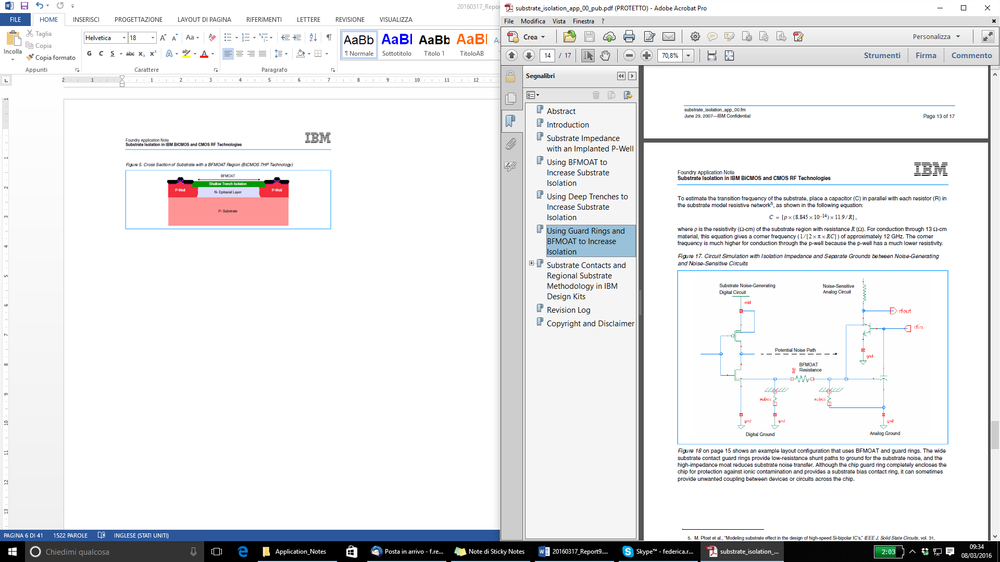 20160317_Repor
FILE HOME INSERISCI PROGETTAZIONE LAYOUT DI PAGINA RIFERIMENTI LETTERE REVISIONE VISUALIZZA
Incolla
Taglia
Copia
Copia formato
Appunti
Helvetica 18
G C S abc x₂ x²
Carattere
Paragrafo
AaBb AaBl AaBb AaBl
¶ Normale Sottotitolo Titolo 1 TitoloAB
2 1 1 2 3 4 5 6 7 8 9 10 11 12
Foundry Application Note
Substrate Isolation in IBM BiCMOS and CMOS RF Technologies
IBM
Figure 5. Cross Section of Substrate with a BFMOAT Region (BiCMOS 7HP Technology)
BFMOAT
Shallow Trench Isolation
P-Well N- Epitaxial Layer P-Well
P- Substrate
PAGINA 6 DI 41 1522 PAROLE INGLESE (STATI UNITI)
substrate_isolation_app_00_pub.pdf (PROTETTO) - Adobe Acrobat Pro
File Modifica Vista Finestra ?
Crea Personalizza
14 / 17 70,8% Strumenti Firma Commento
Segnalibri
Abstract
Introduction
Substrate Impedance
with an Implanted P-Well
Using BFMOAT to
Increase Substrate
Isolation
Using Deep Trenches to
Increase Substrate
Isolation
Using Guard Rings and
BFMOAT to Increase
Isolation
Substrate Contacts and
Regional Substrate
Methodology in IBM
Design Kits
Revision Log
Copyright and Disclaimer
substrate_isolation_app_00.fm
June 29, 2007—IBM Confidential Page 13 of 17
Foundry Application Note
Substrate Isolation in IBM BiCMOS and CMOS RF Technologies
IBM
To estimate the transition frequency of the substrate, place a capacitor (C) in parallel with each resistor (R) in
the substrate model resistive network⁵, as shown in the following equation:
C = [ρ × (8.845 × 10⁻¹⁴) × 11.9 / R] ,
where ρ is the resistivity (Ω-cm) of the substrate region with resistance R (Ω). For conduction through 13 Ω-cm
material, this equation gives a corner frequency ( 1 / [2 × π × RC] ) of approximately 12 GHz. The corner
frequency is much higher for conduction through the p-well because the p-well has a much lower resistivity.
Figure 17. Circuit Simulation with Isolation Impedance and Separate Grounds between Noise-Generating
and Noise-Sensitive Circuits
Substrate Noise-Generating
Digital Circuit
Noise-Sensitive
Analog Circuit
vdd
rfout
rfin
gnd
Potential Noise Path
BFMOAT
Resistance
R0
subcx subcx
gnd gnd gnd
Digital Ground Analog Ground
Figure 18 on page 15 shows an example layout configuration that uses BFMOAT and guard rings. The wide
substrate contact guard rings provide low-resistance shunt paths to ground for the substrate noise, and the
high-impedance moat reduces substrate noise transfer. Although the chip guard ring completely encloses the
chip for protection against ionic contamination and provides a substrate bias contact ring, it can sometimes
provide unwanted coupling between devices or circuits across the chip.
5. M. Pfost et al., "Modeling substrate effect in the design of high-speed Si-bipolar IC's," IEEE J. Solid State Circuits, vol. 31,
Chiedimi qualcosa
Application_Notes
Posta in arrivo - f.re...
Note di Sticky Notes
20160317_Report9....
Skype™ - federica.r...
substrate_isolation_...
2:03
09:34
08/03/2016